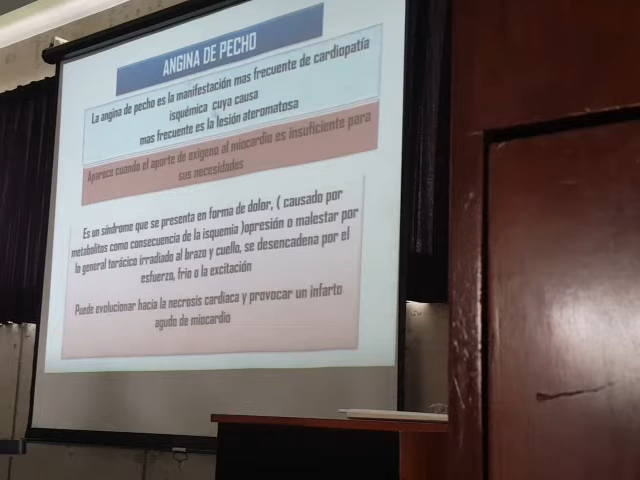 ANGINA DE PECHO
La angina de pecho es la manifestación mas frecuente de cardiopatía
isquémica cuya causa
mas frecuente es la lesión ateromatosa
Aparece cuando el aporte de oxigeno al miocardio es insuficiente para
sus necesidades
Es un síndrome que se presenta en forma de dolor, ( causado por
metabolitos como consecuencia de la isquemia )opresión o malestar por
lo general torácico irradiado al brazo y cuello, se desencadena por el
esfuerzo, frio o la excitación
Puede evolucionar hacia la necrosis cardiaca y provocar un infarto
agudo de miocardio